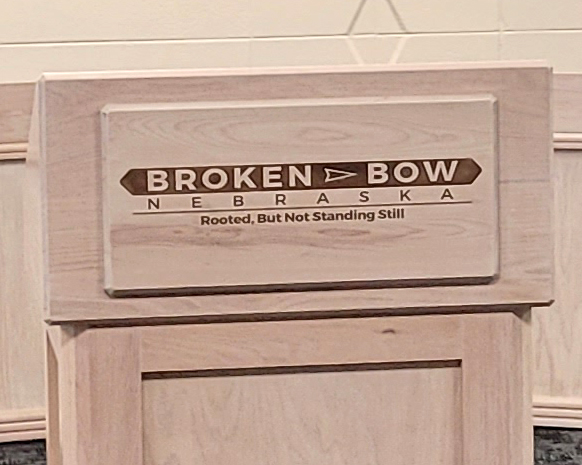 BROKEN BOW
NEBRASKA
Rooted, But Not Standing Still